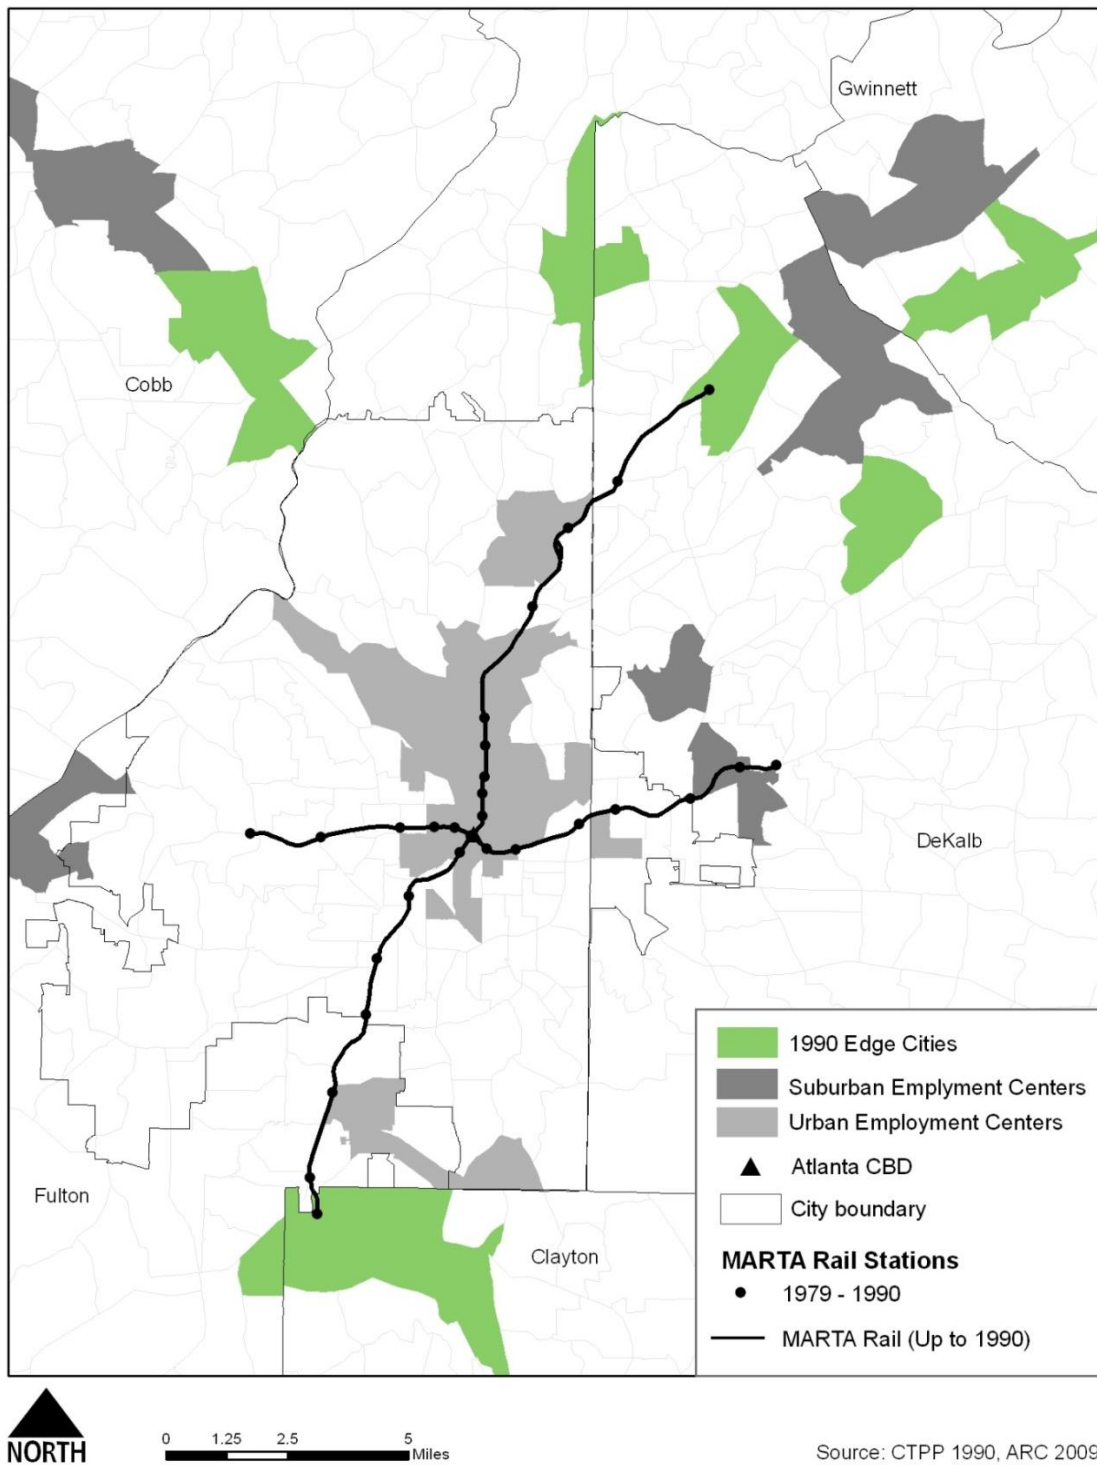 Gwinnett
Cobb
DeKalb
Fulton
Clayton
1990 Edge Cities
Suburban Emplyment Centers
Urban Employment Centers
Atlanta CBD
City boundary
MARTA Rail Stations
1979 - 1990
MARTA Rail (Up to 1990)
NORTH
0 1.25 2.5 5
Miles
Source: CTPP 1990, ARC 2009